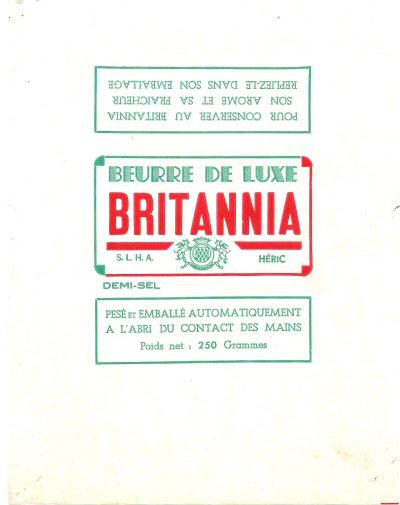 POUR CONSERVER AU BRITANNIA
SON AROME ET SA FRAICHEUR
REPLIEZ-LE DANS SON EMBALLAGE
BEURRE DE LUXE
BRITANNIA
S. L. H. A. HÉRIC
DEMI-SEL
PESÉ ET EMBALLÉ AUTOMATIQUEMENT
A L'ABRI DU CONTACT DES MAINS
Poids net : 250 Grammes